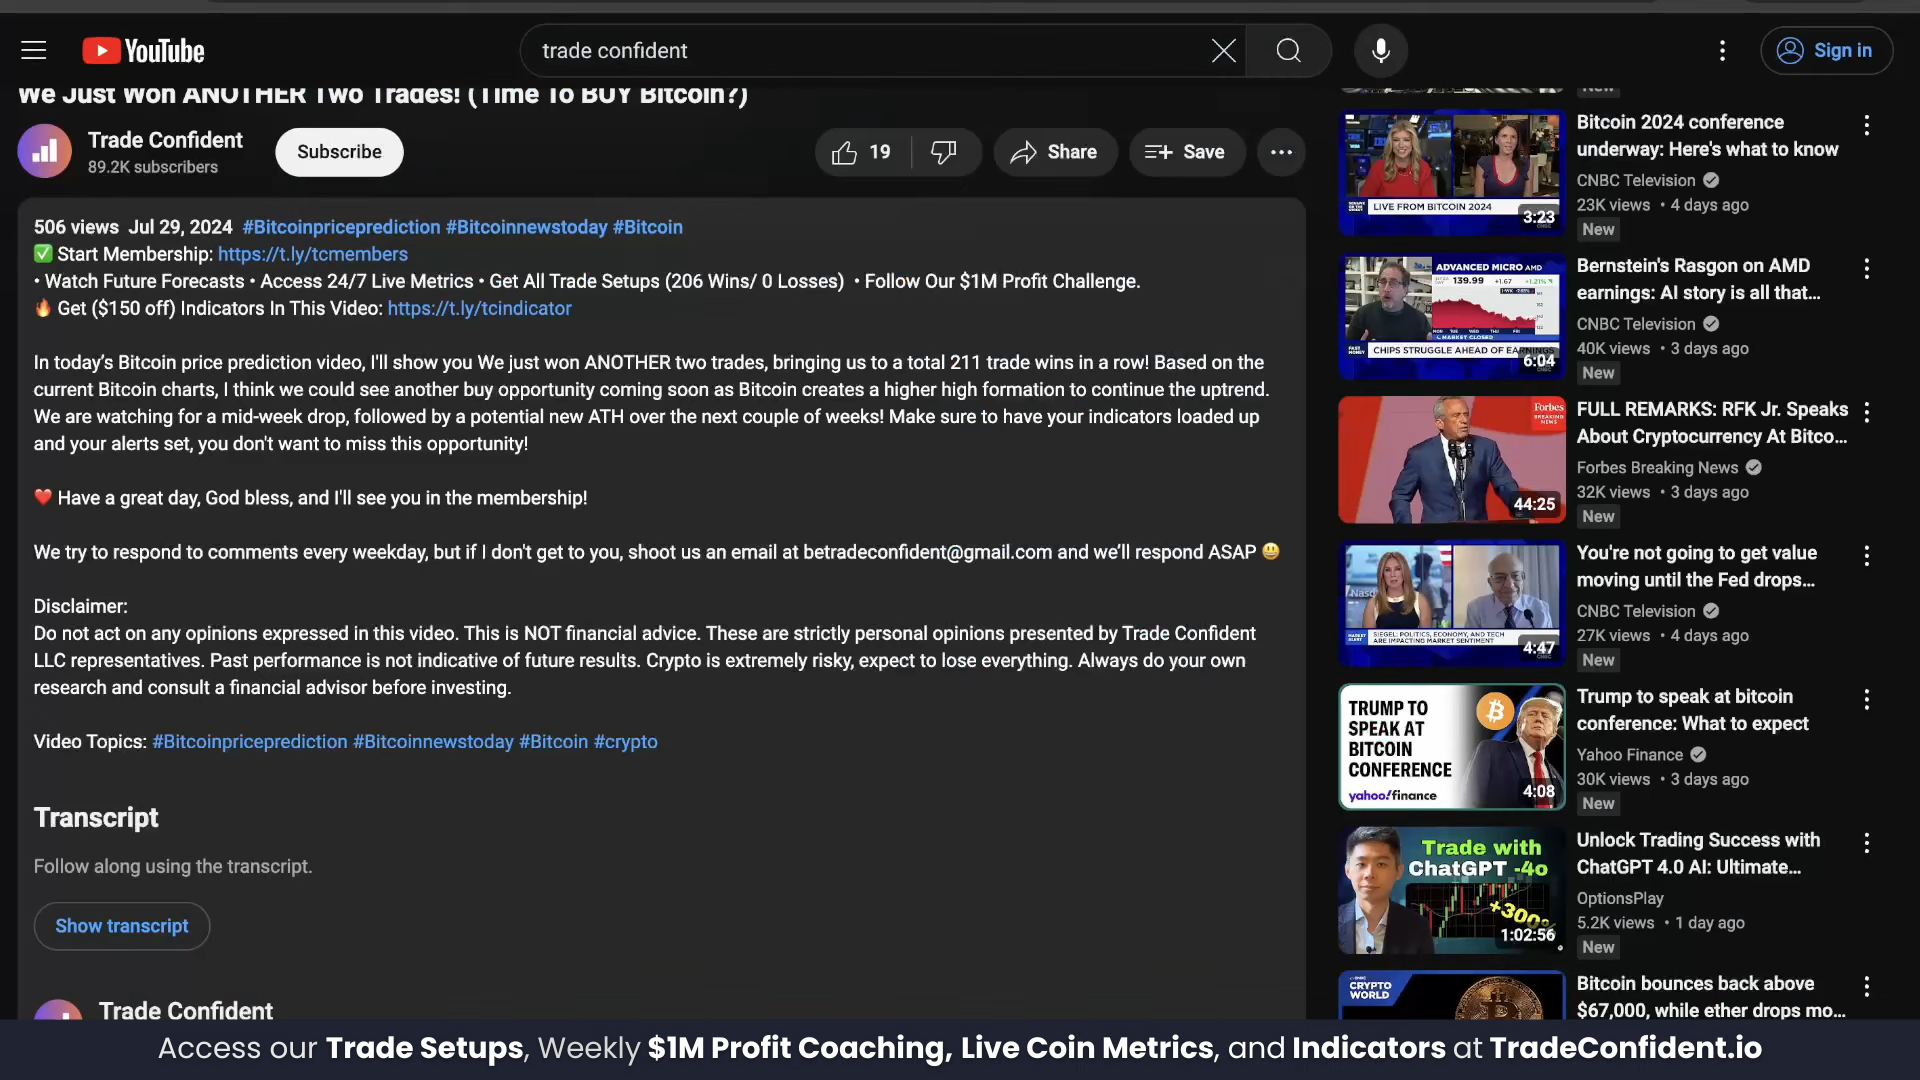 YouTube
trade confident
Sign in
We Just Won ANOTHER Two Trades! (Time To BUY Bitcoin?)
Trade Confident
89.2K subscribers
Subscribe
19
Share
Save
506 views Jul 29, 2024 #Bitcoinpriceprediction #Bitcoinnewstoday #Bitcoin
✅ Start Membership: https://t.ly/tcmembers
• Watch Future Forecasts • Access 24/7 Live Metrics • Get All Trade Setups (206 Wins/ 0 Losses) • Follow Our $1M Profit Challenge.
🔥 Get ($150 off) Indicators In This Video: https://t.ly/tcindicator
In today’s Bitcoin price prediction video, I'll show you We just won ANOTHER two trades, bringing us to a total 211 trade wins in a row! Based on the
current Bitcoin charts, I think we could see another buy opportunity coming soon as Bitcoin creates a higher high formation to continue the uptrend.
We are watching for a mid-week drop, followed by a potential new ATH over the next couple of weeks! Make sure to have your indicators loaded up
and your alerts set, you don't want to miss this opportunity!
❤️ Have a great day, God bless, and I'll see you in the membership!
We try to respond to comments every weekday, but if I don't get to you, shoot us an email at betradeconfident@gmail.com and we’ll respond ASAP 😃
Disclaimer:
Do not act on any opinions expressed in this video. This is NOT financial advice. These are strictly personal opinions presented by Trade Confident
LLC representatives. Past performance is not indicative of future results. Crypto is extremely risky, expect to lose everything. Always do your own
research and consult a financial advisor before investing.
Video Topics: #Bitcoinpriceprediction #Bitcoinnewstoday #Bitcoin #crypto
Transcript
Follow along using the transcript.
Show transcript
Trade Confident
New
LIVE FROM BITCOIN 2024
3:23
Bitcoin 2024 conference
underway: Here's what to know
CNBC Television
23K views • 4 days ago
New
ADVANCED MICRO AMD
139.99 +1.67 +1.21%
MARKET CLOSED
CHIPS STRUGGLE AHEAD OF EARNINGS
6:04
Bernstein's Rasgon on AMD
earnings: AI story is all that...
CNBC Television
40K views • 3 days ago
New
Forbes
BREAKING
NEWS
44:25
FULL REMARKS: RFK Jr. Speaks
About Cryptocurrency At Bitco...
Forbes Breaking News
32K views • 3 days ago
New
SIEGEL: POLITICS, ECONOMY, AND TECH
ARE IMPACTING MARKET SENTIMENT
4:47
You're not going to get value
moving until the Fed drops...
CNBC Television
27K views • 4 days ago
New
TRUMP TO
SPEAK AT
BITCOIN
CONFERENCE
yahoo!finance
4:08
Trump to speak at bitcoin
conference: What to expect
Yahoo Finance
30K views • 3 days ago
New
Trade with
ChatGPT -4o
+300%
1:02:56
Unlock Trading Success with
ChatGPT 4.0 AI: Ultimate...
OptionsPlay
5.2K views • 1 day ago
New
CRYPTO
WORLD
Bitcoin bounces back above
$67,000, while ether drops mo...
Access our Trade Setups, Weekly $1M Profit Coaching, Live Coin Metrics, and Indicators at TradeConfident.io